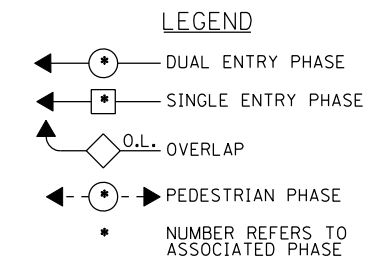 LEGEND
* DUAL ENTRY PHASE
* SINGLE ENTRY PHASE
O.L. OVERLAP
* PEDESTRIAN PHASE
* NUMBER REFERS TO
ASSOCIATED PHASE